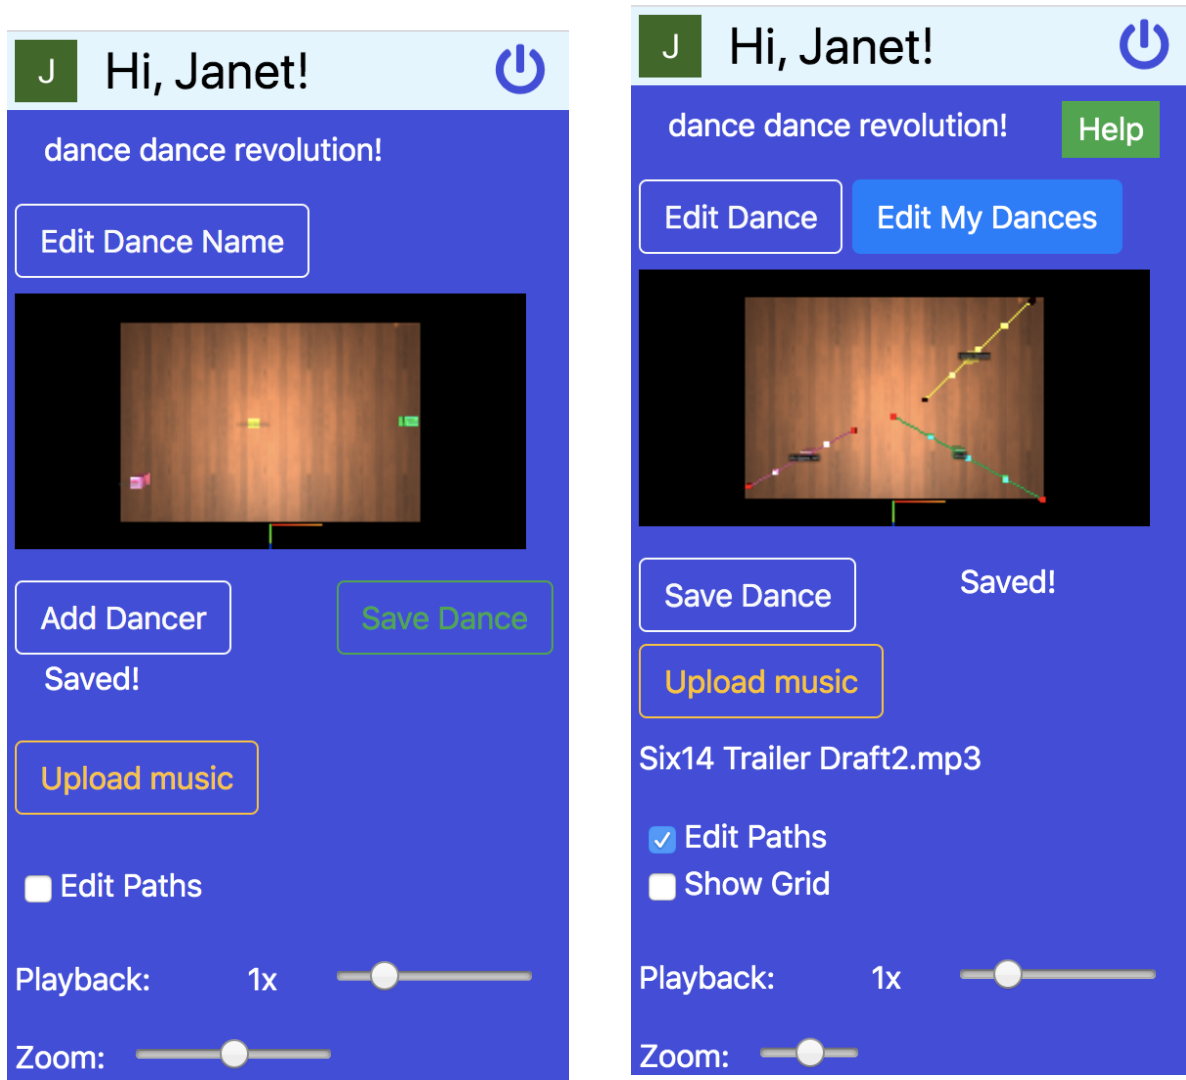 J
Hi, Janet!
dance dance revolution!
Edit Dance Name
Add Dancer
Save Dance
Saved!
Upload music
Edit Paths
Playback:
1x
Zoom:
J
Hi, Janet!
dance dance revolution!
Help
Edit Dance
Edit My Dances
Save Dance
Saved!
Upload music
Six14 Trailer Draft2.mp3
Edit Paths
Show Grid
Playback:
1x
Zoom: